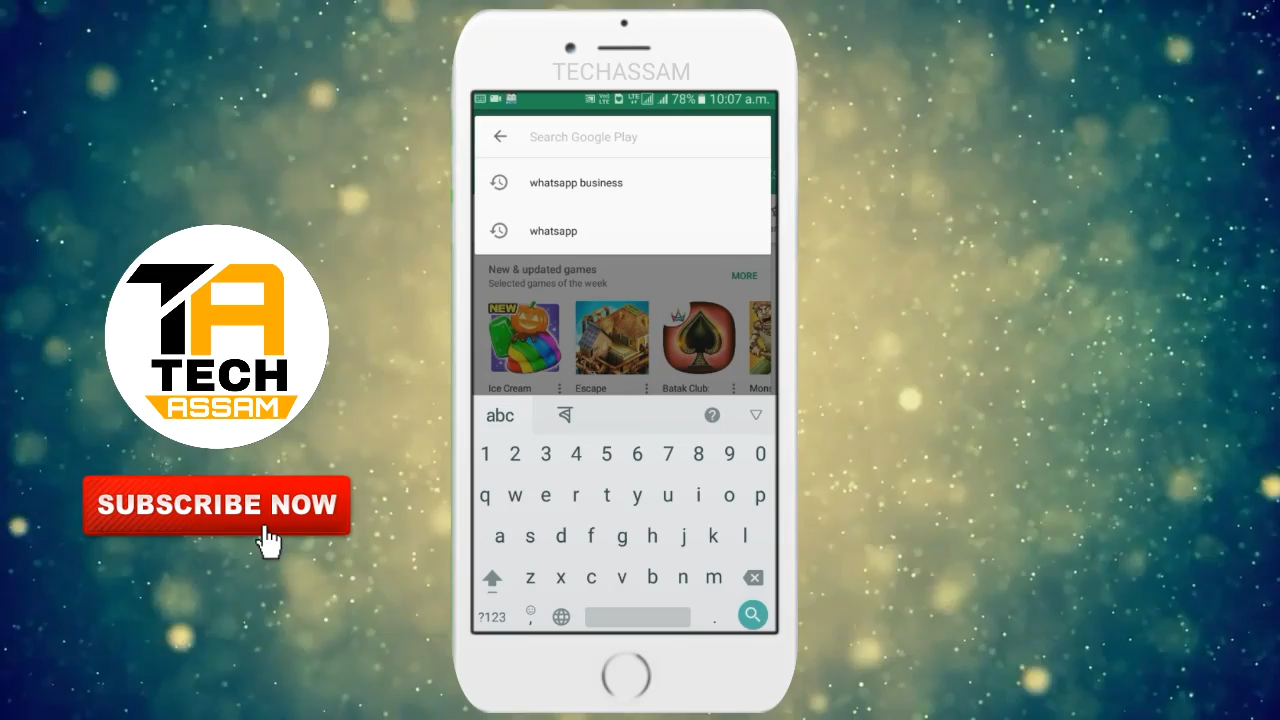 TECHASSAM
78% 10:07 a.m.
Search Google Play
whatsapp business
whatsapp
New & updated games
MORE
Selected games of the week
NEW
Ice Cream
Escape
Batak Club:
Mons
abc
ব
?
1 2 3 4 5 6 7 8 9 0
q w e r t y u i o p
a s d f g h j k l
z x c v b n m
?123
,
.
TA
TECH
ASSAM
SUBSCRIBE NOW